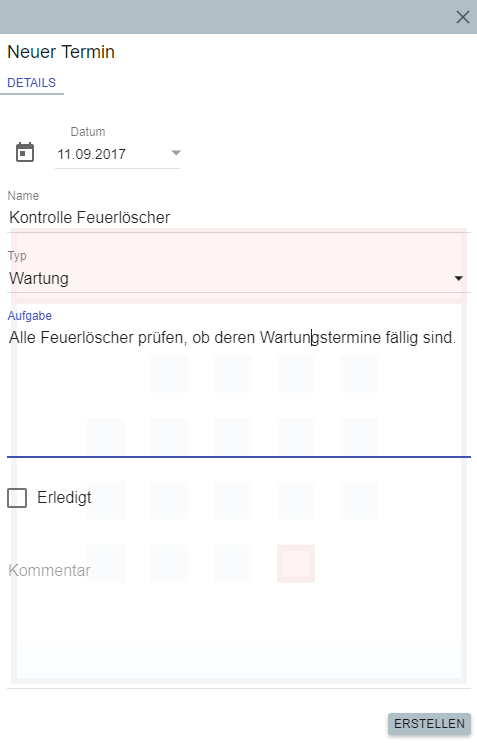 Neuer Termin
DETAILS
Datum
11.09.2017
Name
Kontrolle Feuerlöscher
Typ
Wartung
Aufgabe
Alle Feuerlöscher prüfen, ob deren Wartungstermine fällig sind.
Erledigt
Kommentar
ERSTELLEN